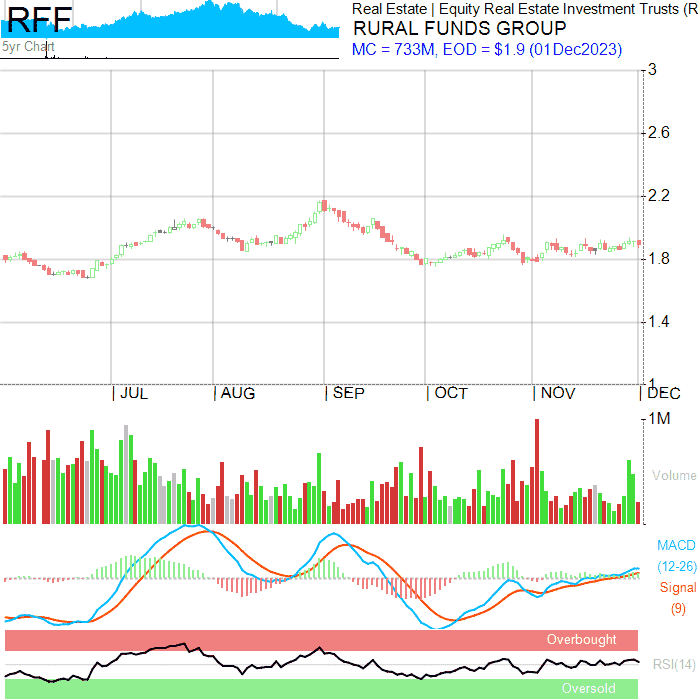 RFF
5yr Chart
Real Estate | Equity Real Estate Investment Trusts (R
RURAL FUNDS GROUP
MC = 733M, EOD = $1.9 (01Dec2023)
3
2.6
2.2
1.8
1.4
1
| JUL | AUG | SEP | OCT | NOV | DEC
1M
Volume
MACD
(12-26)
Signal
(9)
Overbought
RSI(14)
Oversold